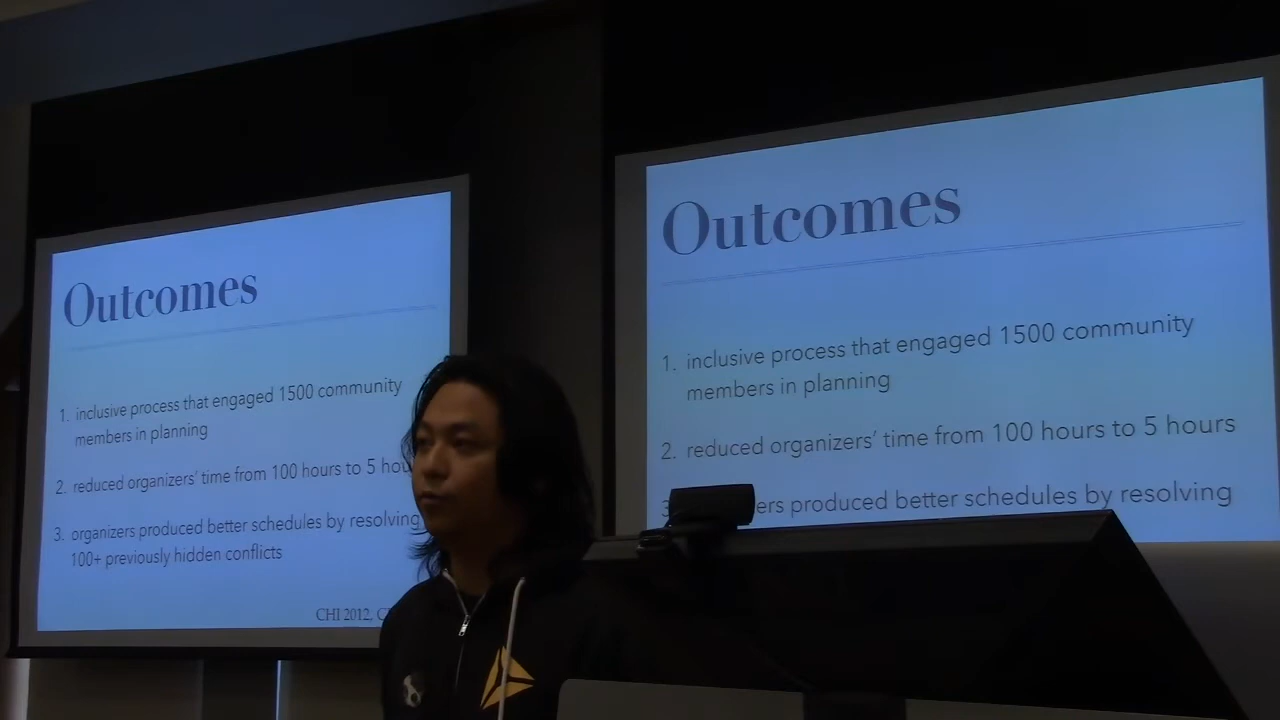 Outcomes
1. inclusive process that engaged 1500 community
members in planning
2. reduced organizers' time from 100 hours to 5
3. organizers produced better schedules by resolving
100+ previously hidden conflicts
CHI 2012,
Outcomes
1. inclusive process that engaged 1500 community
members in planning
2. reduced organizers' time from 100 hours to 5 hours
produced better schedules by resolving